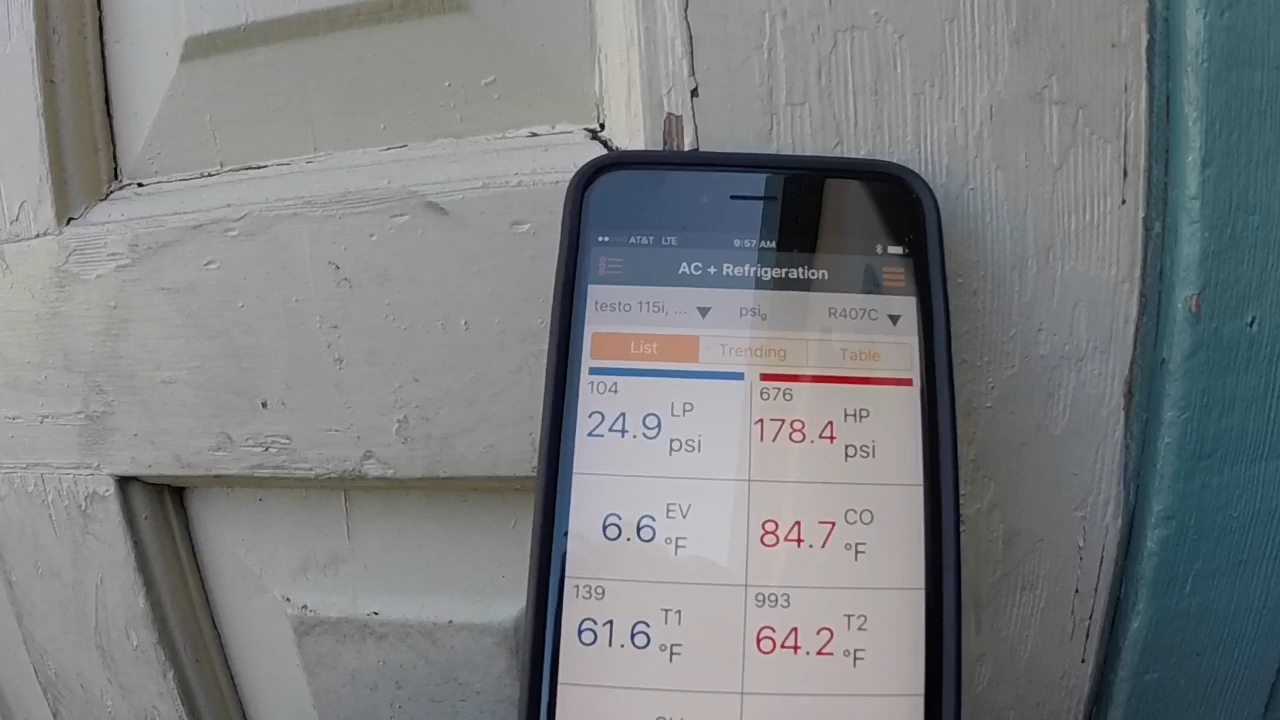 AT&T LTE 9:57 AM
AC + Refrigeration
testo 115i, ... psig R407C
List Trending Table
104 676
24.9 LP psi 178.4 HP psi
6.6 EV °F 84.7 CO °F
139 993
61.6 T1 °F 64.2 T2 °F